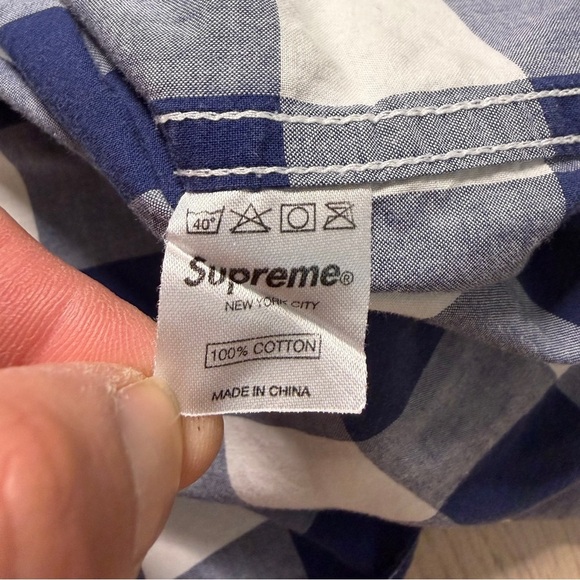 40°
Supreme®
NEW YORK CITY
100% COTTON
MADE IN CHINA